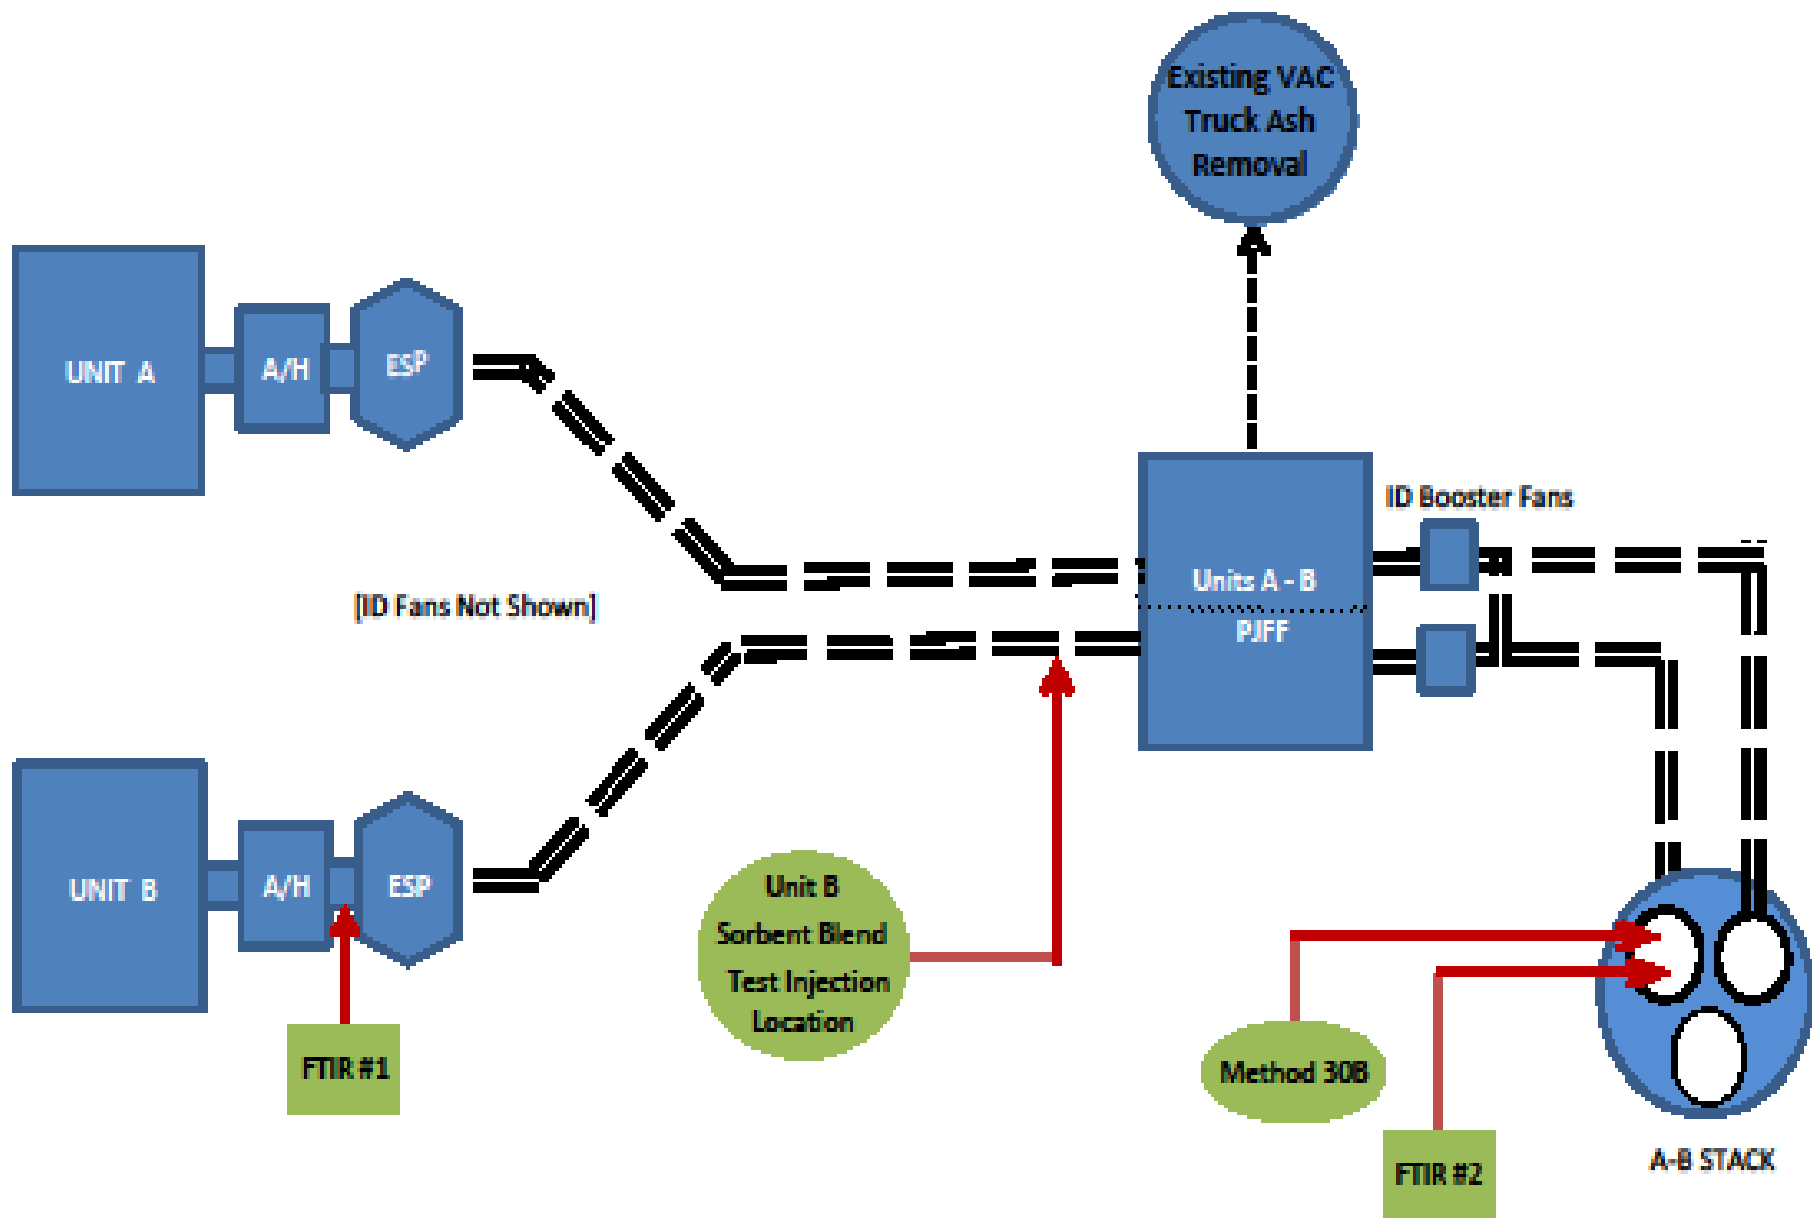 Existing VAC
Truck Ash
Removal
UNIT A
A/H
ESP
ID Booster Fans
Units A - B
PJFF
[ID Fans Not Shown]
UNIT B
A/H
ESP
Unit B
Sorbent Blend
Test Injection
Location
FTIR #1
Method 30B
FTIR #2
A-B STACK